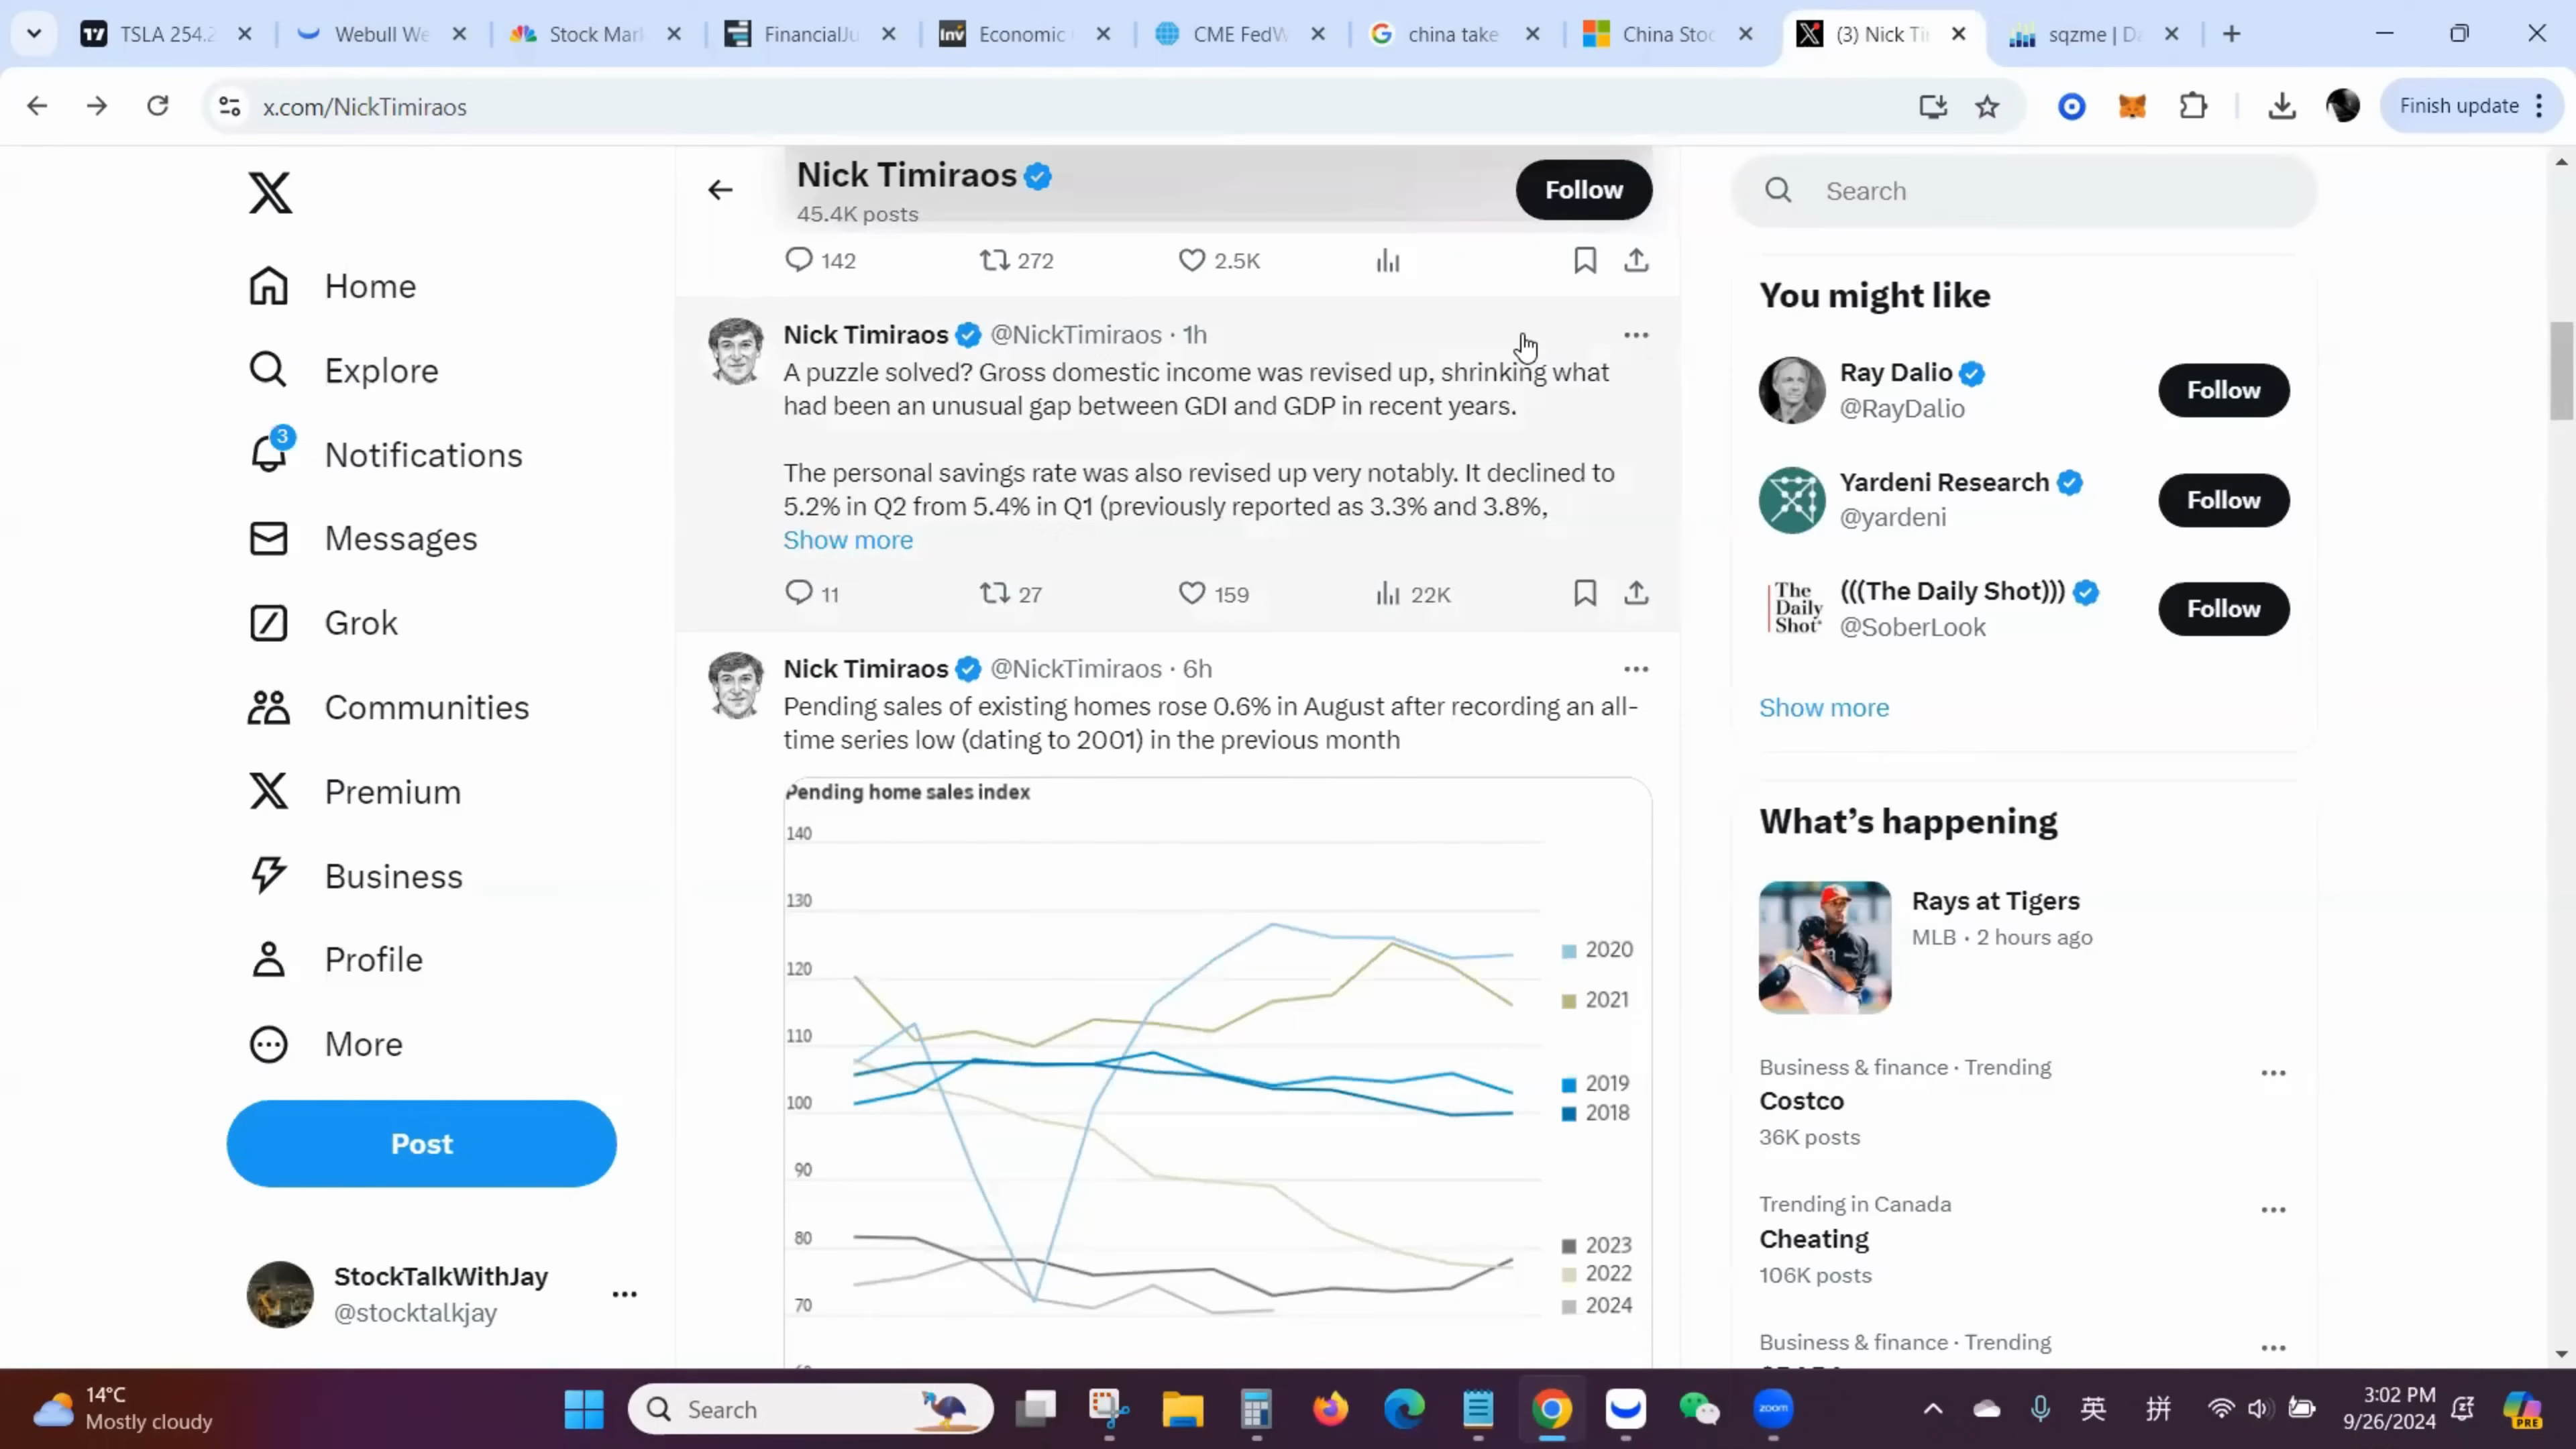 TSLA 254.2
Webull We
Stock Mar
FinancialJu
Economic
CME FedW
china take
China Stoc
(3) Nick Ti
sqzme | D
x.com/NickTimiraos
Finish update
Nick Timiraos
45.4K posts
Follow
142
272
2.5K
Nick Timiraos @NickTimiraos · 1h
A puzzle solved? Gross domestic income was revised up, shrinking what
had been an unusual gap between GDI and GDP in recent years.
The personal savings rate was also revised up very notably. It declined to
5.2% in Q2 from 5.4% in Q1 (previously reported as 3.3% and 3.8%,
Show more
11
27
159
22K
Nick Timiraos @NickTimiraos · 6h
Pending sales of existing homes rose 0.6% in August after recording an all-
time series low (dating to 2001) in the previous month
Pending home sales index
140
130
120
110
100
90
80
70
2020
2021
2019
2018
2023
2022
2024
Home
Explore
3
Notifications
Messages
Grok
Communities
Premium
Business
Profile
More
Post
StockTalkWithJay
@stocktalkjay
Search
You might like
Ray Dalio
@RayDalio
Follow
Yardeni Research
@yardeni
Follow
The
Daily
Shot
(((The Daily Shot)))
@SoberLook
Follow
Show more
What's happening
Rays at Tigers
MLB · 2 hours ago
Business & finance · Trending
Costco
36K posts
Trending in Canada
Cheating
106K posts
Business & finance · Trending
14°C
Mostly cloudy
Search
zoom
英
拼
3:02 PM
9/26/2024
PRE